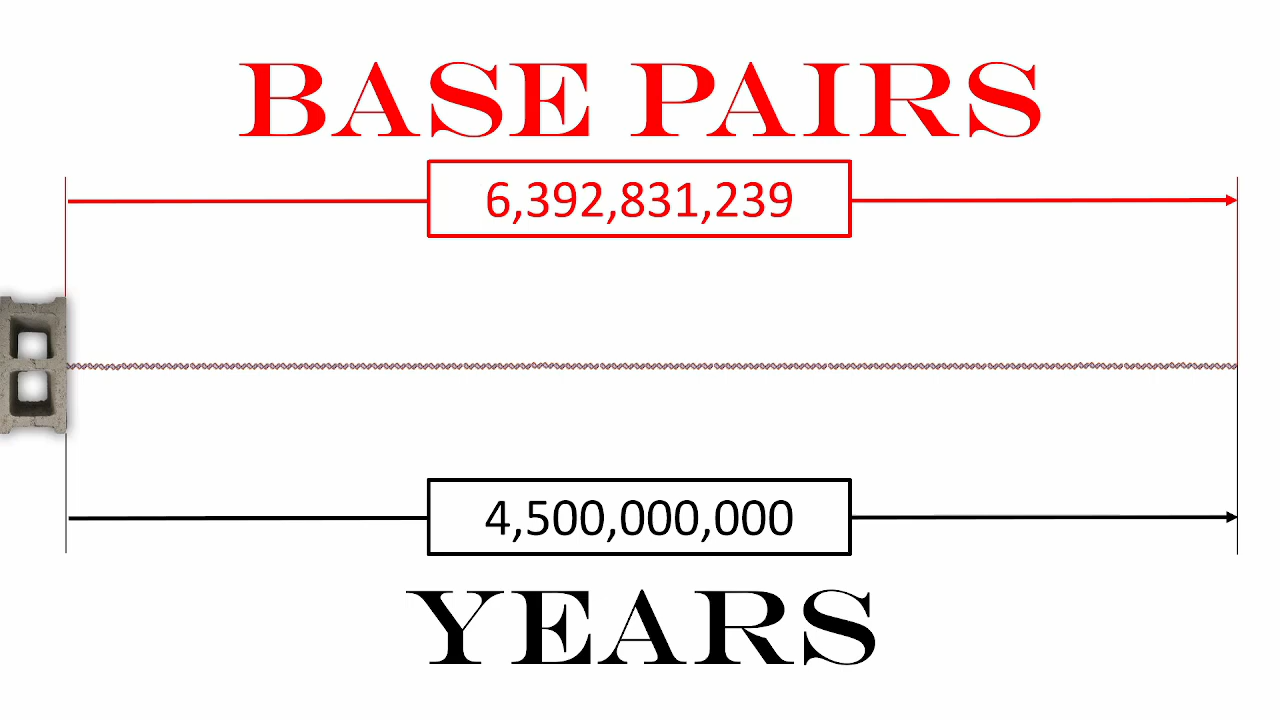 BASE PAIRS
6,392,831,239
4,500,000,000
YEARS